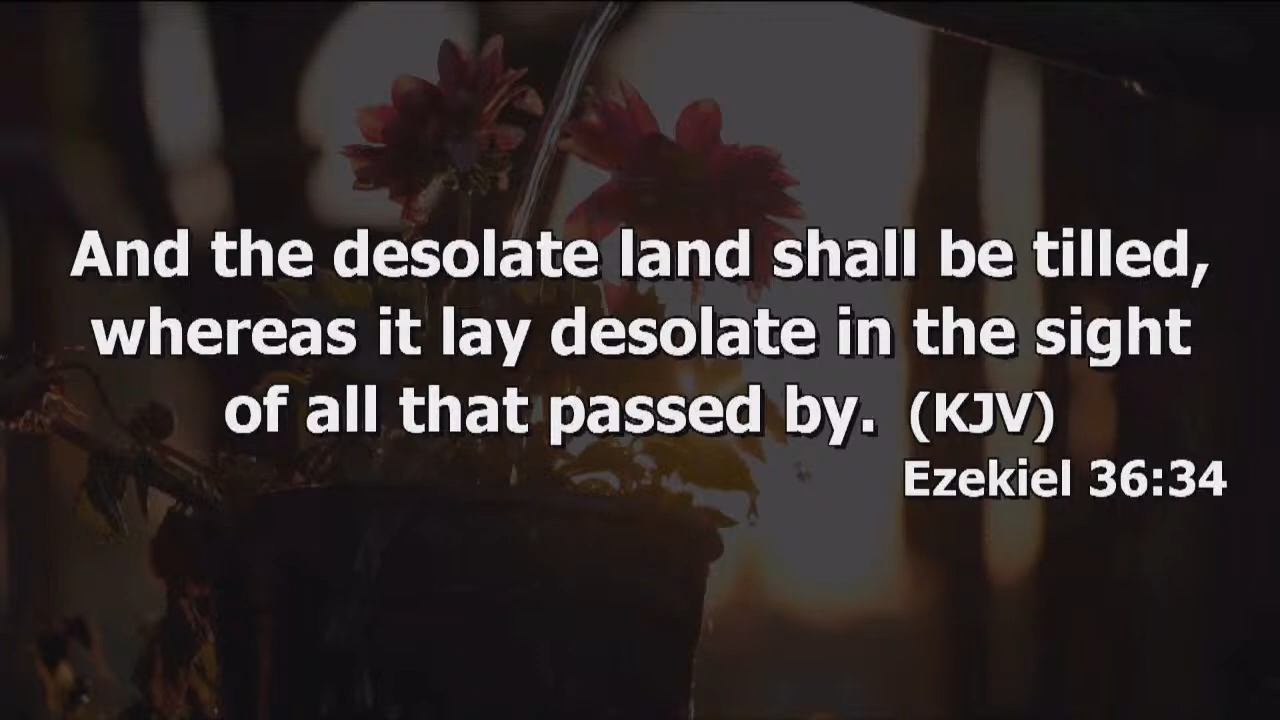 And the desolate land shall be tilled,
whereas it lay desolate in the sight
of all that passed by. (KJV)
Ezekiel 36:34